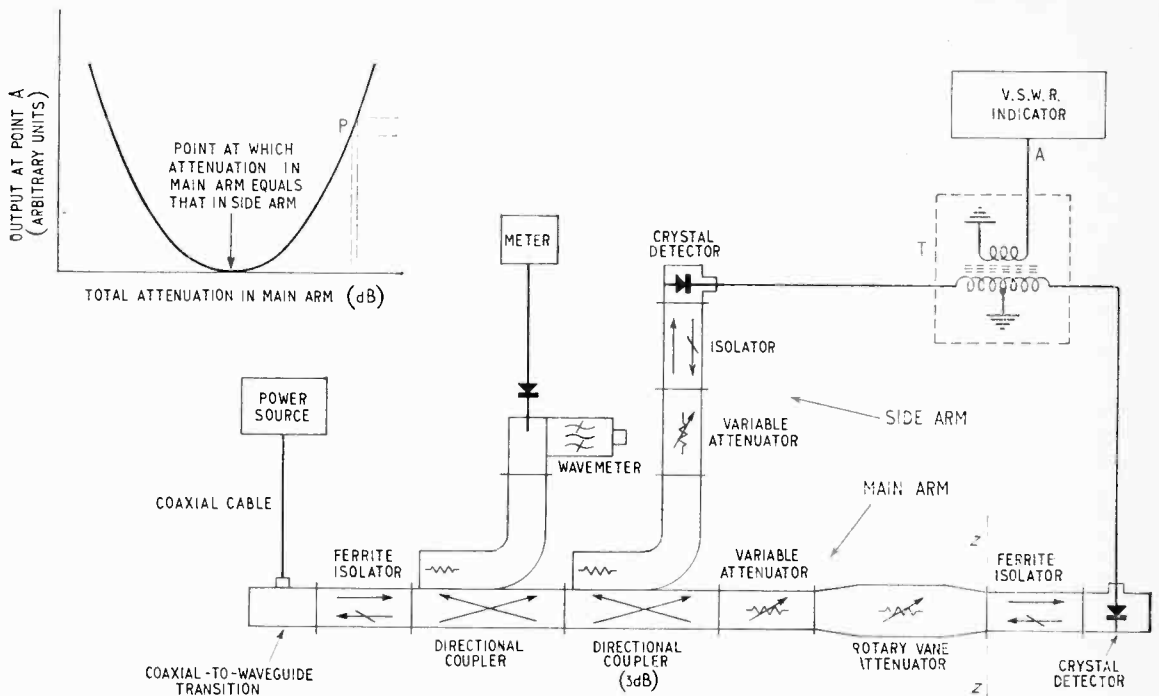 OUTPUT AT POINT A
(ARBITRARY UNITS)
P
POINT AT WHICH
ATTENUATION IN
MAIN ARM EQUALS
THAT IN SIDE ARM
TOTAL ATTENUATION IN MAIN ARM (dB)
V.S.W.R.
INDICATOR
A
T
METER
CRYSTAL
DETECTOR
ISOLATOR
SIDE ARM
POWER
SOURCE
VARIABLE
ATTENUATOR
WAVEMETER
COAXIAL CABLE
MAIN ARM
FERRITE
ISOLATOR
VARIABLE
ATTENUATOR
Z
FERRITE
ISOLATOR
DIRECTIONAL
COUPLER
DIRECTIONAL
COUPLER
(3dB)
ROTARY VANE
ATTENUATOR
COAXIAL-TO-WAVEGUIDE
TRANSITION
Z
CRYSTAL
DETECTOR